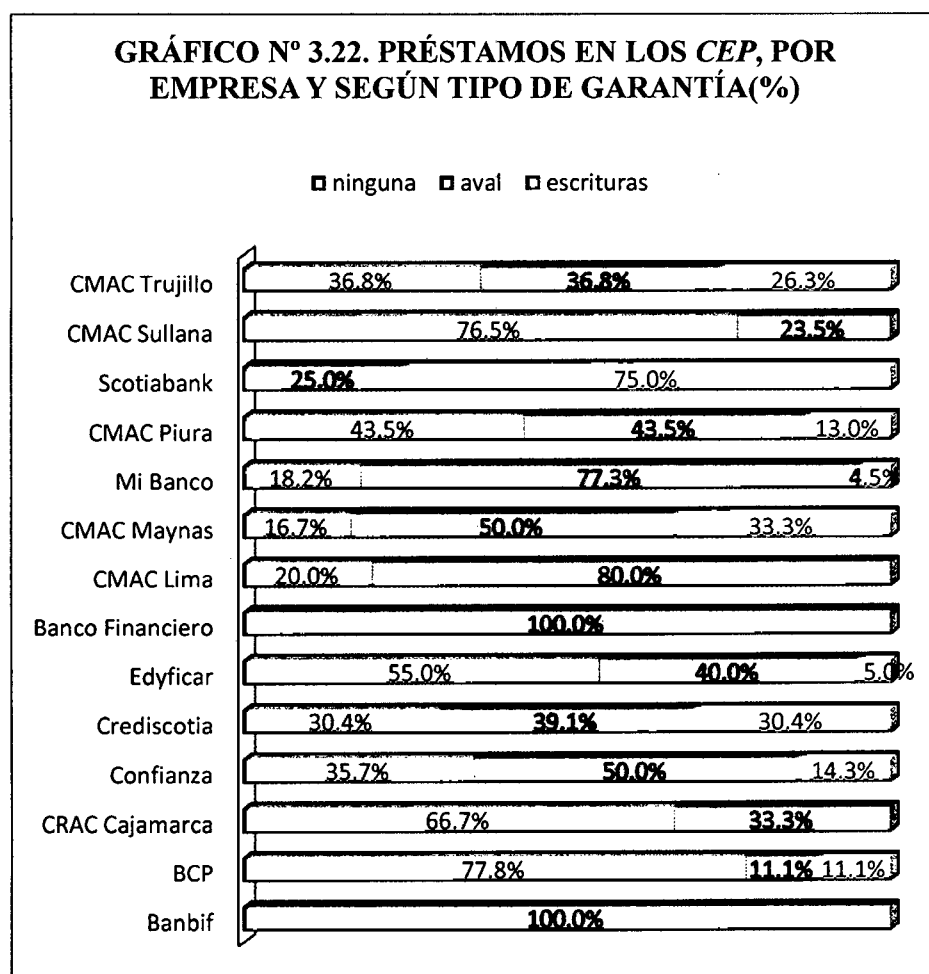 GRÁFICO Nº 3.22. PRÉSTAMOS EN LOS CEP, POR
EMPRESA Y SEGÚN TIPO DE GARANTÍA(%)
ninguna aval escrituras
CMAC Trujillo 36.8% 36.8% 26.3%
CMAC Sullana 76.5% 23.5%
Scotiabank 25.0% 75.0%
CMAC Piura 43.5% 43.5% 13.0%
Mi Banco 18.2% 77.3% 4.5%
CMAC Maynas 16.7% 50.0% 33.3%
CMAC Lima 20.0% 80.0%
Banco Financiero 100.0%
Edyficar 55.0% 40.0% 5.0%
Crediscotia 30.4% 39.1% 30.4%
Confianza 35.7% 50.0% 14.3%
CRAC Cajamarca 66.7% 33.3%
BCP 77.8% 11.1% 11.1%
Banbif 100.0%